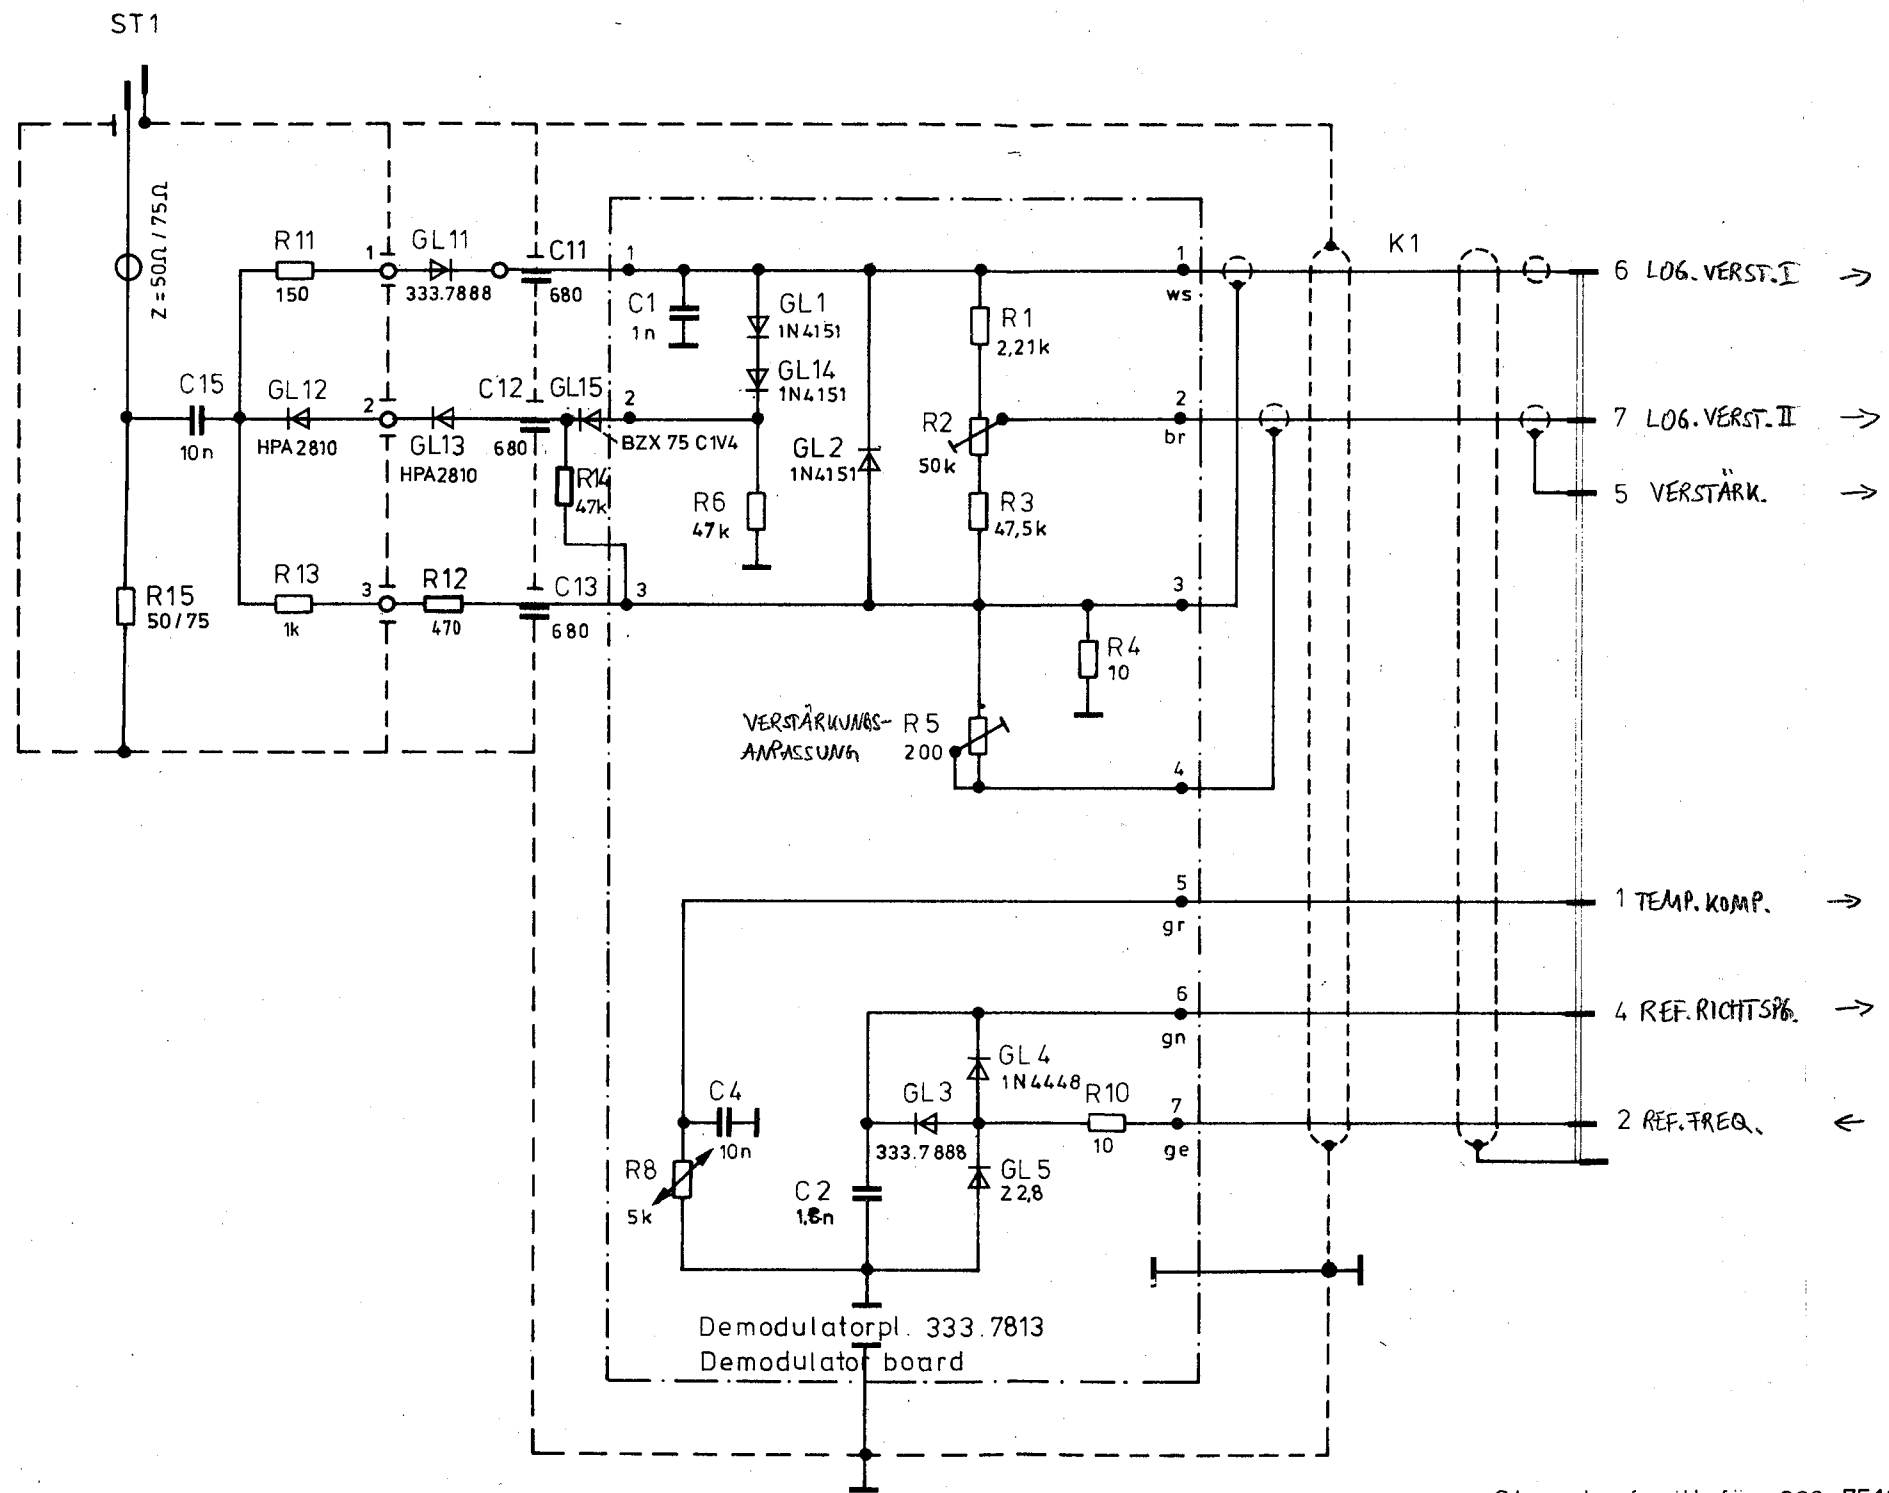 ST1
Z=50Ω/75Ω
R11
150
1
GL11
333.7888
C11
680
1
C1
1n
GL1
1N4151
GL14
1N4151
R1
2,21k
1
ws
K1
6 LOG.VERST.I →
C15
10n
GL12
HPA2810
2
GL13
HPA2810
C12
680
GL15
BZX 75 C1V4
2
R14
47k
R6
47k
GL2
1N4151
R2
50k
R3
47,5k
2
br
7 LOG.VERST.II →
5 VERSTÄRK. →
R15
50/75
R13
1k
3
R12
470
C13
680
3
3
R4
10
VERSTÄRKUNGS-
ANPASSUNG
R5
200
4
5
gr
1 TEMP.KOMP. →
6
gn
4 REF.RICHTSPG. →
GL4
1N4448
GL3
333.7888
R10
10
7
ge
2 REF.FREQ. ←
C4
10n
R8
5k
C2
GL5
Z2,8
Demodulatorpl. 333.7813
Demodulator board